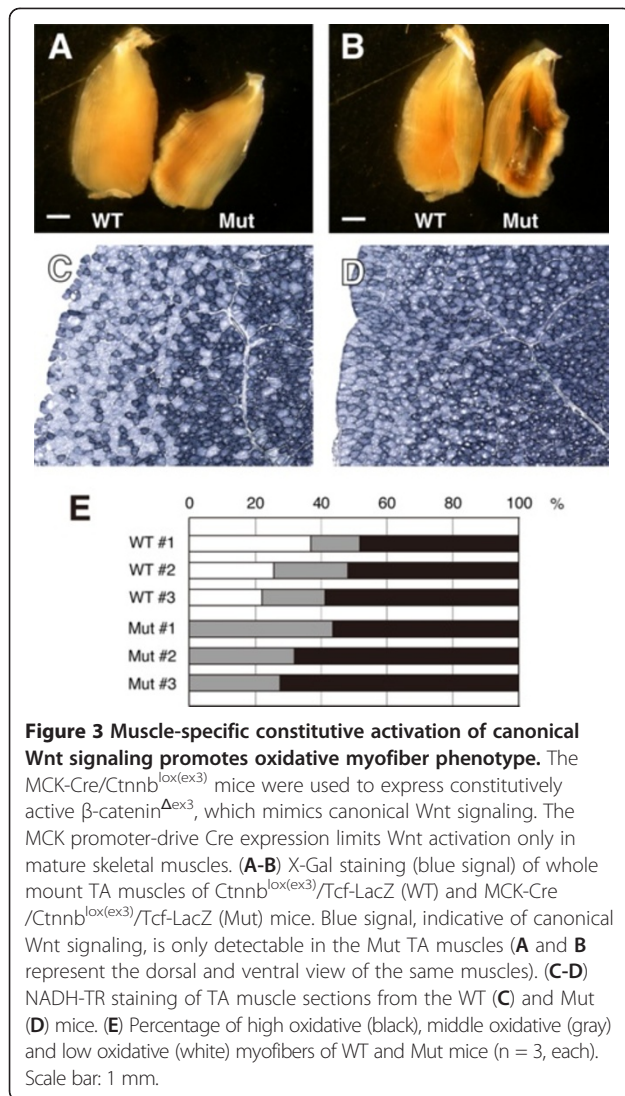 A
B
WT
Mut
WT
Mut
C
D
E
0 20 40 60 80 100 %
WT #1
WT #2
WT #3
Mut #1
Mut #2
Mut #3
Figure 3 Muscle-specific constitutive activation of canonical
Wnt signaling promotes oxidative myofiber phenotype. The
MCK-Cre/Ctnnb^lox(ex3) mice were used to express constitutively
active β-catenin^Δex3, which mimics canonical Wnt signaling. The
MCK promoter-drive Cre expression limits Wnt activation only in
mature skeletal muscles. (A-B) X-Gal staining (blue signal) of whole
mount TA muscles of Ctnnb^lox(ex3)/Tcf-LacZ (WT) and MCK-Cre
/Ctnnb^lox(ex3)/Tcf-LacZ (Mut) mice. Blue signal, indicative of canonical
Wnt signaling, is only detectable in the Mut TA muscles (A and B
represent the dorsal and ventral view of the same muscles). (C-D)
NADH-TR staining of TA muscle sections from the WT (C) and Mut
(D) mice. (E) Percentage of high oxidative (black), middle oxidative (gray)
and low oxidative (white) myofibers of WT and Mut mice (n = 3, each).
Scale bar: 1 mm.